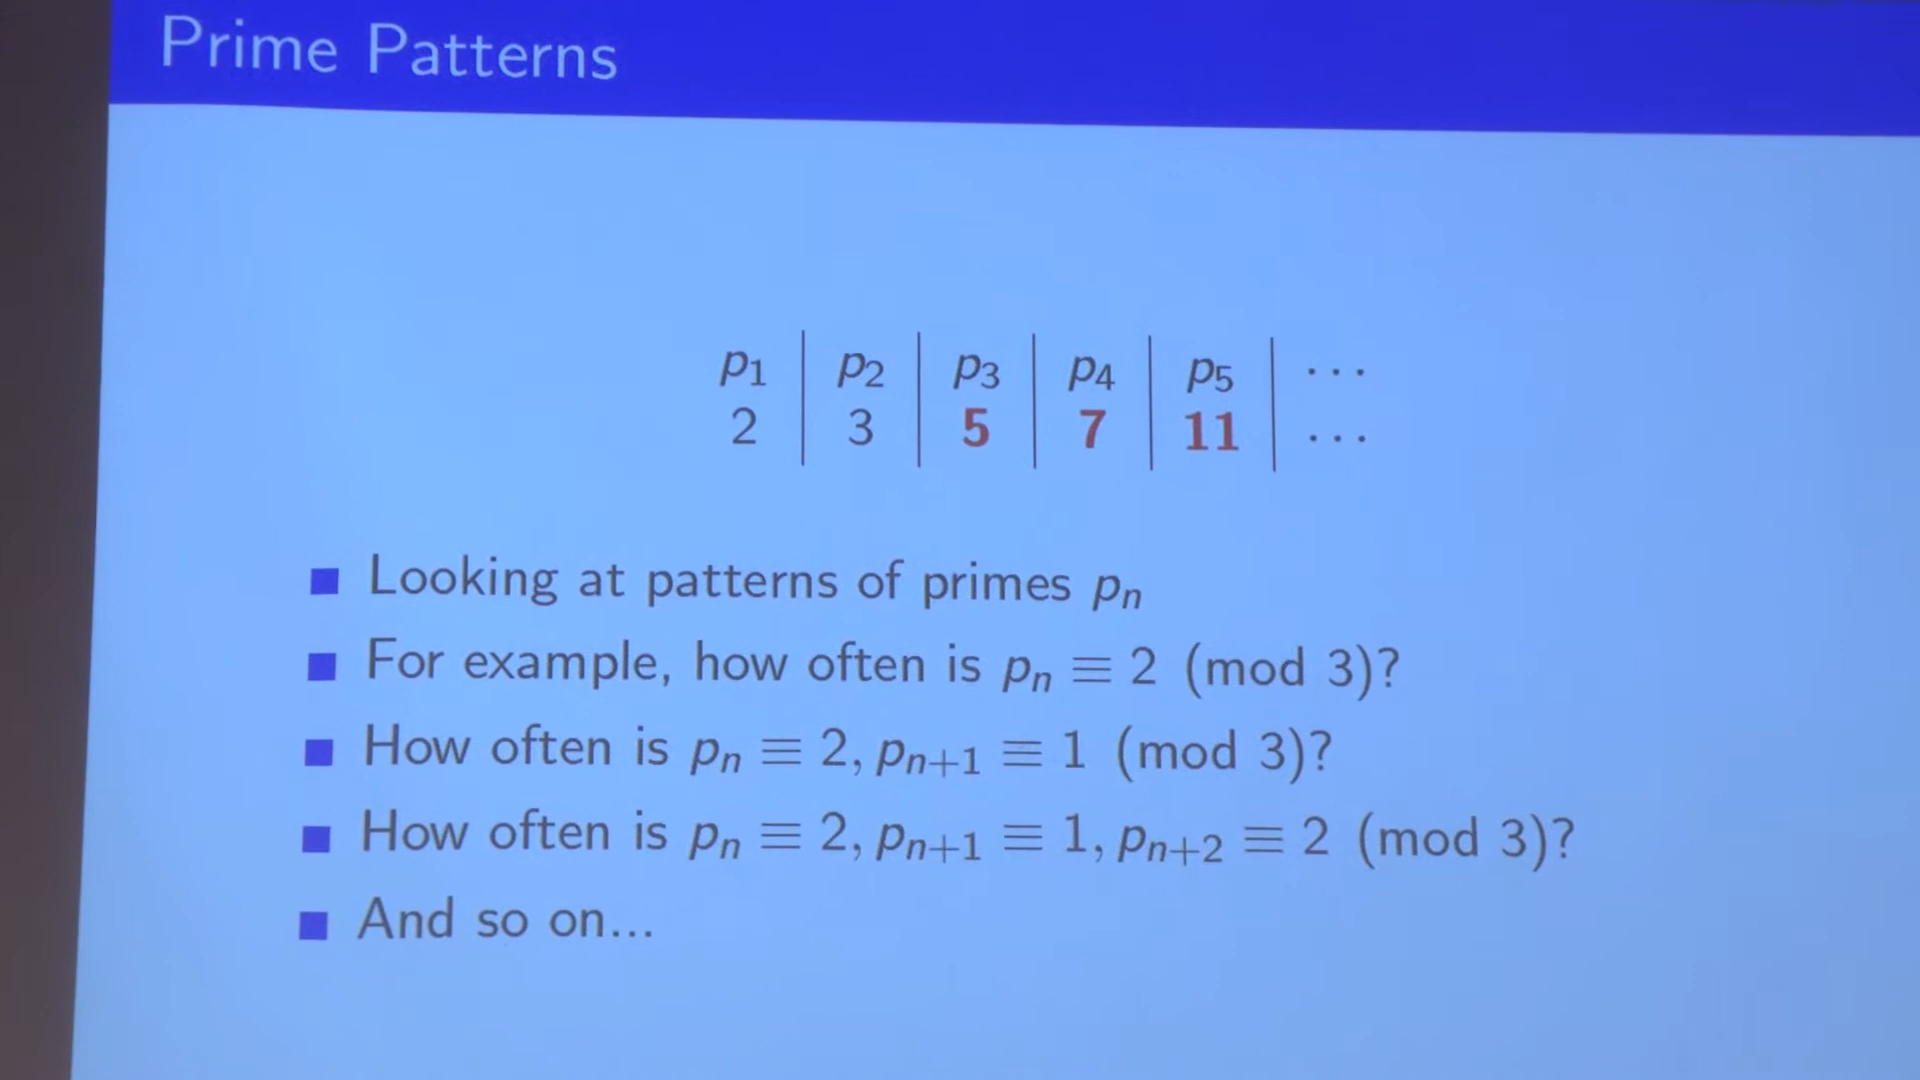 Prime Patterns
p₁ | p₂ | p₃ | p₄ | p₅ | ···
2 | 3 | 5 | 7 | 11 | ···
Looking at patterns of primes pₙ
For example, how often is pₙ ≡ 2 (mod 3)?
How often is pₙ ≡ 2, pₙ₊₁ ≡ 1 (mod 3)?
How often is pₙ ≡ 2, pₙ₊₁ ≡ 1, pₙ₊₂ ≡ 2 (mod 3)?
And so on...